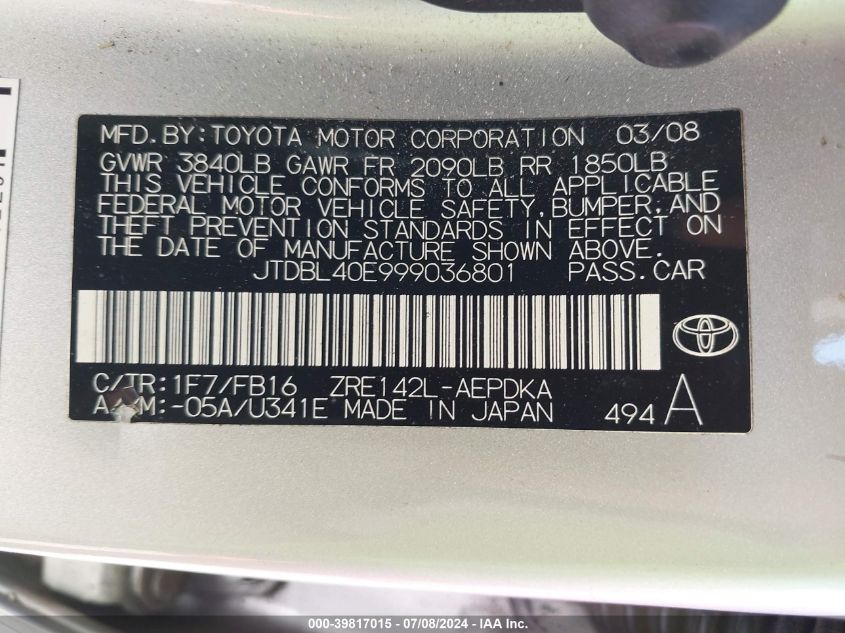 MFD.BY:TOYOTA MOTOR CORPORATION 03/08
GVWR 3840LB GAWR FR 2090LB RR 1850LB
THIS VEHICLE CONFORMS TO ALL APPLICABLE
FEDERAL MOTOR VEHICLE SAFETY,BUMPER,AND
THEFT PREVENTION STANDARDS IN EFFECT ON
THE DATE OF MANUFACTURE SHOWN ABOVE.
JTDBL40E999036801 PASS.CAR
C/TR:1F7/FB16 ZRE142L-AEPDKA
A M:-05A/U341E MADE IN JAPAN 494 A
000-39817015 - 07/08/2024 - IAAI Inc.